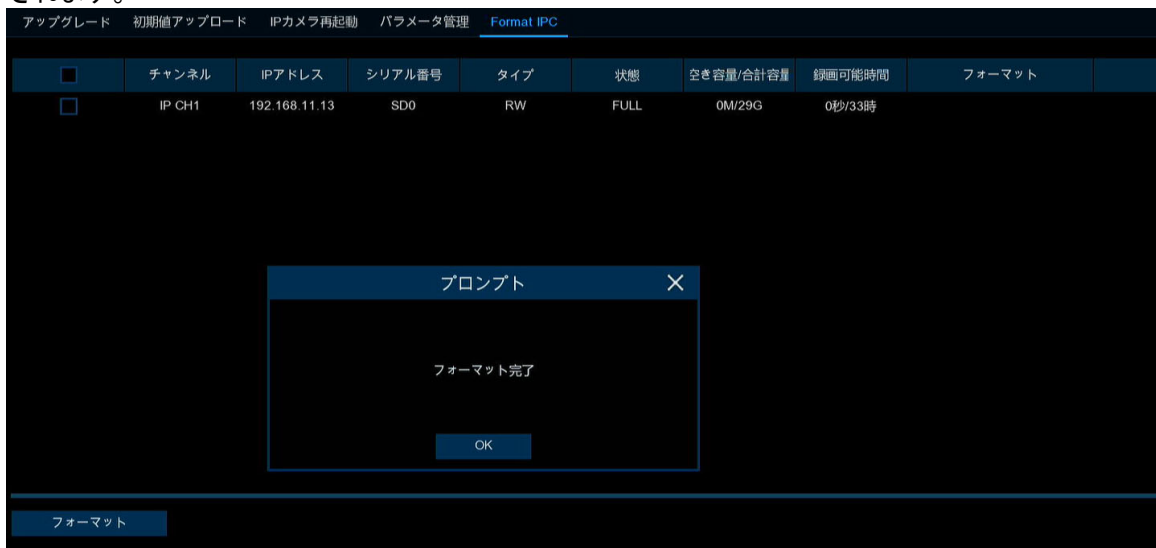 されます。
アップグレード 初期値アップロード IPカメラ再起動 パラメータ管理 Format IPC
チャンネル IPアドレス シリアル番号 タイプ 状態 空き容量/合計容量 録画可能時間 フォーマット
IP CH1 192.168.11.13 SD0 RW FULL 0M/29G 0秒/33時
プロンプト
フォーマット完了
OK
フォーマット